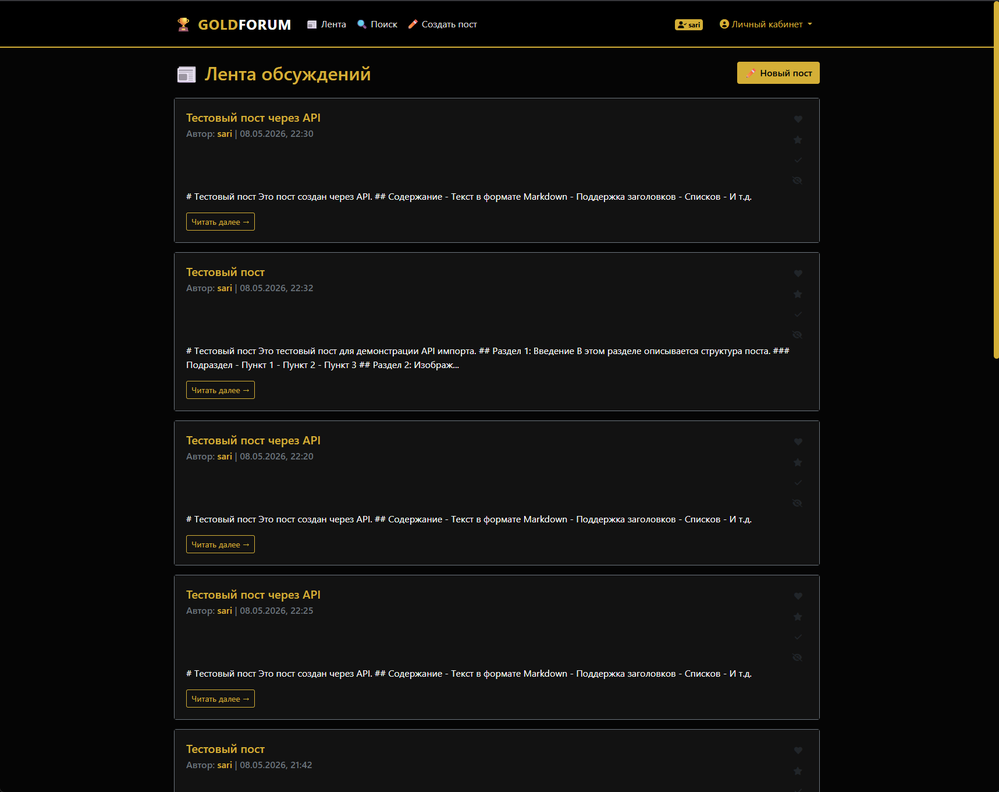 GOLDFORUM Лента Поиск Создать пост sari Личный кабинет
Лента обсуждений Новый пост
Тестовый пост через API
Автор: sari | 08.05.2026, 22:30
# Тестовый пост Это пост создан через API. ## Содержание - Текст в формате Markdown - Поддержка заголовков - Списков - И т.д.
Читать далее →
Тестовый пост
Автор: sari | 08.05.2026, 22:32
# Тестовый пост Это тестовый пост для демонстрации API импорта. ## Раздел 1: Введение В этом разделе описывается структура поста. ###
Подраздел - Пункт 1 - Пункт 2 - Пункт 3 ## Раздел 2: Изображ...
Читать далее →
Тестовый пост через API
Автор: sari | 08.05.2026, 22:20
# Тестовый пост Это пост создан через API. ## Содержание - Текст в формате Markdown - Поддержка заголовков - Списков - И т.д.
Читать далее →
Тестовый пост через API
Автор: sari | 08.05.2026, 22:25
# Тестовый пост Это пост создан через API. ## Содержание - Текст в формате Markdown - Поддержка заголовков - Списков - И т.д.
Читать далее →
Тестовый пост
Автор: sari | 08.05.2026, 21:42